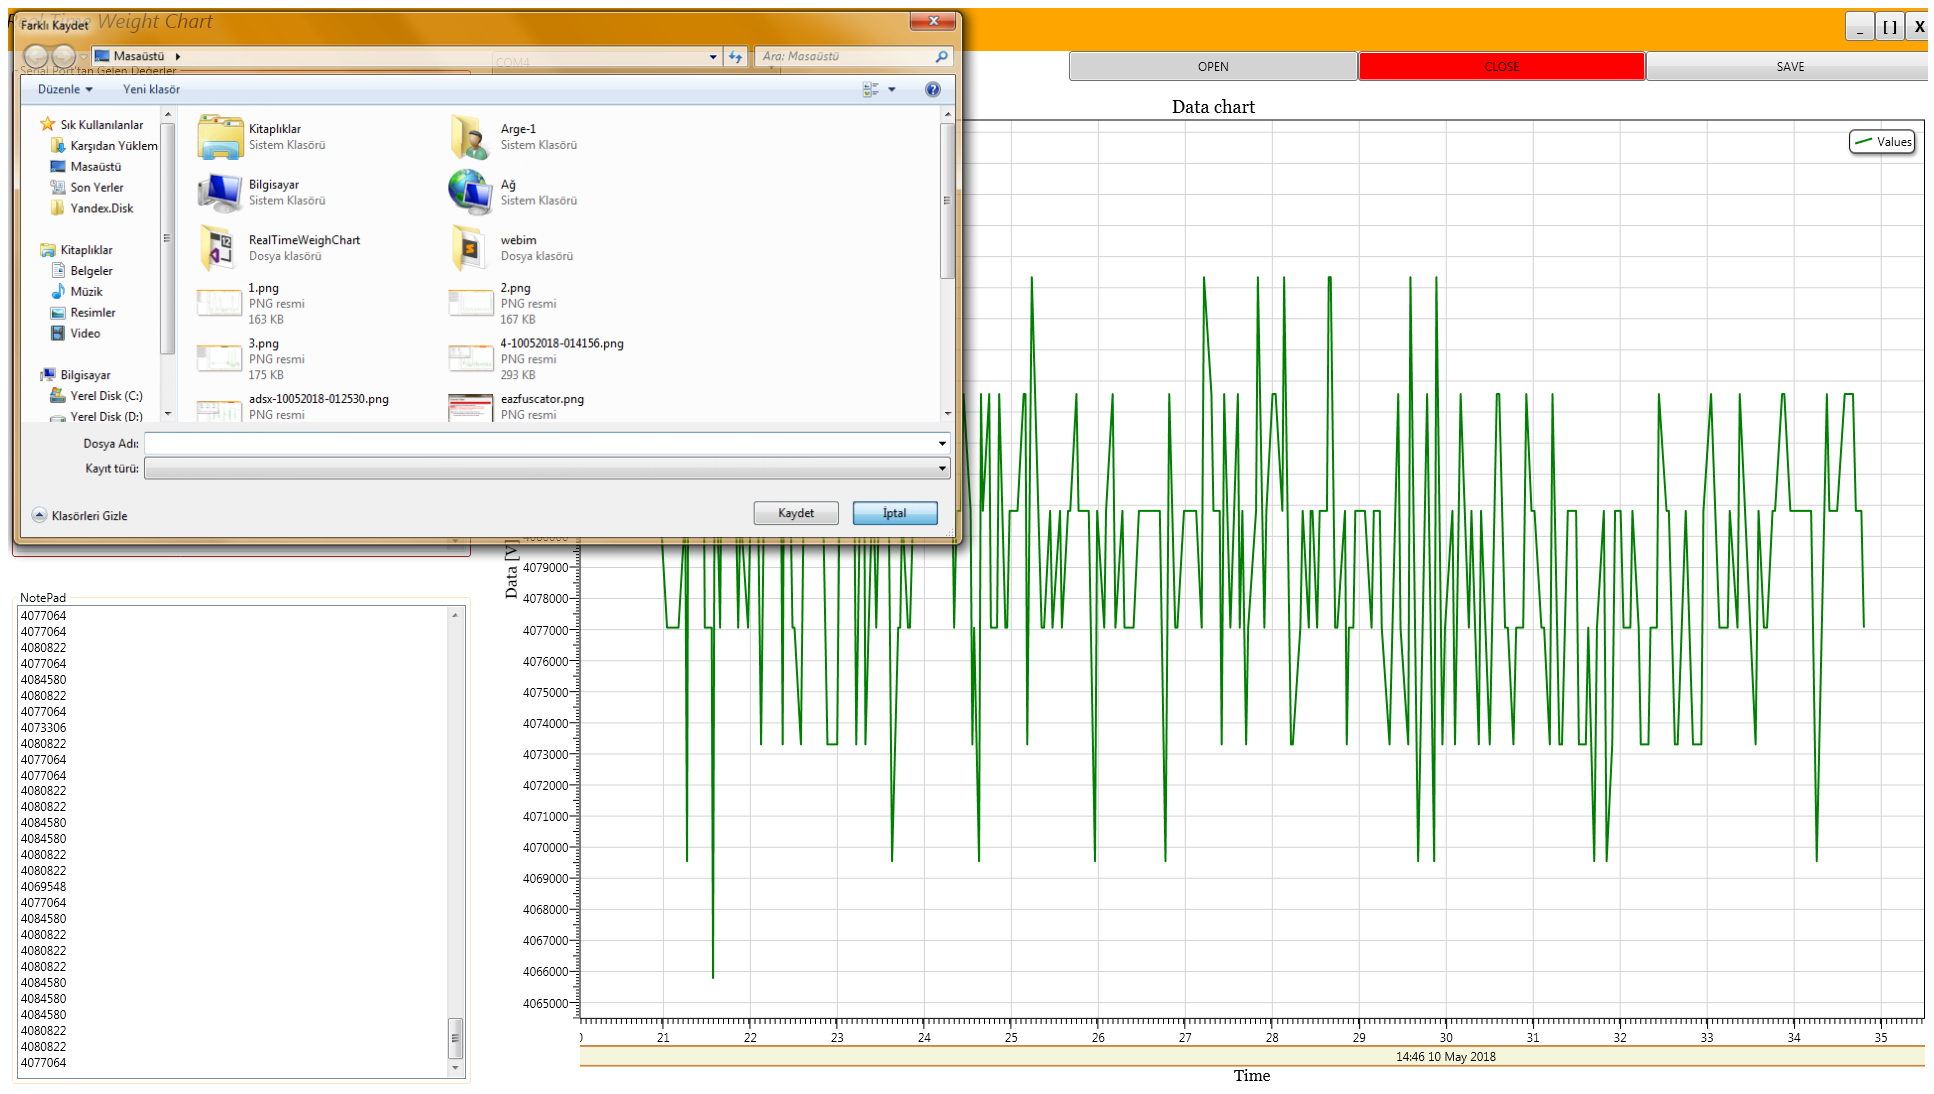 Real Time Weight Chart
Farklı Kaydet
_
[ ]
X
Masaüstü
Ara: Masaüstü
COM4
Serial Port'tan Gelen Değerler
OPEN
CLOSE
SAVE
Düzenle
Yeni klasör
Sık Kullanılanlar
Karşıdan Yüklem
Masaüstü
Son Yerler
Yandex.Disk
Kitaplıklar
Belgeler
Müzik
Resimler
Video
Bilgisayar
Yerel Disk (C:)
Yerel Disk (D:)
Kitaplıklar
Sistem Klasörü
Arge-1
Sistem Klasörü
Bilgisayar
Sistem Klasörü
Ağ
Sistem Klasörü
RealTimeWeighChart
Dosya klasörü
webim
Dosya klasörü
1.png
PNG resmi
163 KB
2.png
PNG resmi
167 KB
3.png
PNG resmi
175 KB
4-10052018-014156.png
PNG resmi
293 KB
adsx-10052018-012530.png
PNG resmi
eazfuscator.png
PNG resmi
Dosya Adı:
Kayıt türü:
Klasörleri Gizle
Kaydet
İptal
NotePad
4077064
4077064
4080822
4077064
4084580
4080822
4077064
4073306
4080822
4077064
4077064
4080822
4080822
4084580
4084580
4080822
4080822
4069548
4077064
4084580
4080822
4080822
4080822
4084580
4084580
4084580
4080822
4080822
4077064
Data chart
Values
Data [V]
4080000
4079000
4078000
4077000
4076000
4075000
4074000
4073000
4072000
4071000
4070000
4069000
4068000
4067000
4066000
4065000
21 22 23 24 25 26 27 28 29 30 31 32 33 34 35
14:46 10 May 2018
Time